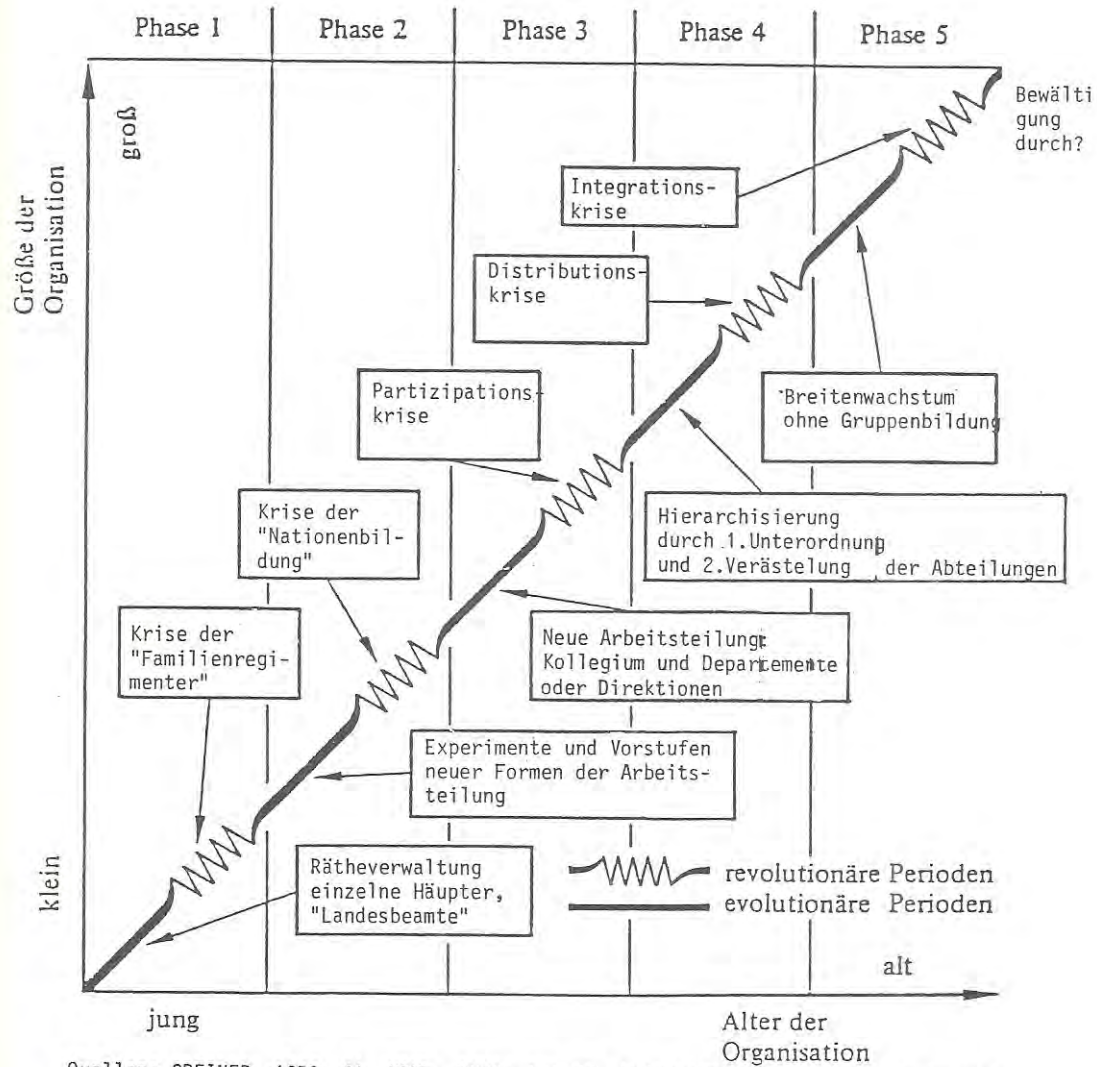 Phase 1
Phase 2
Phase 3
Phase 4
Phase 5
Größe der
Organisation
groß
klein
Bewälti
gung
durch?
Integrations-
krise
Distributions-
krise
Partizipations-
krise
Breitenwachstum
ohne Gruppenbildung
Krise der
"Nationenbil-
dung"
Hierarchisierung
durch 1.Unterordnung
und 2.Verästelung der Abteilungen
Krise der
"Familienregi-
menter"
Neue Arbeitsteilung:
Kollegium und Departemente
oder Direktionen
Experimente und Vorstufen
neuer Formen der Arbeits-
teilung
Rätheverwaltung
einzelne Häupter,
"Landesbeamte"
revolutionäre Perioden
evolutionäre Perioden
alt
jung
Alter der
Organisation